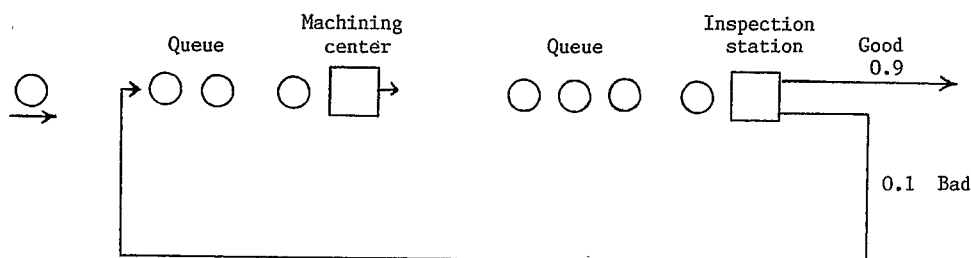 Queue
Machining
center
Queue
Inspection
station
Good
0.9
0.1 Bad